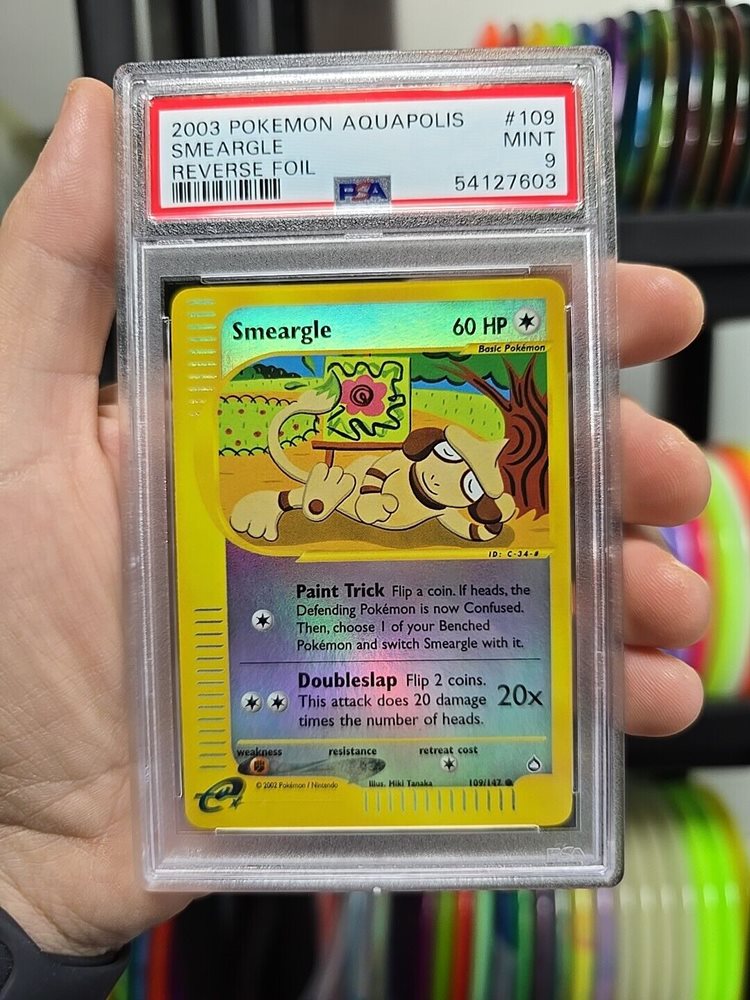 2003 POKEMON AQUAPOLIS #109
SMEARGLE MINT
REVERSE FOIL 9
PSA 54127603
Smeargle 60 HP
Basic Pokémon
ID: C-34-#
Paint Trick Flip a coin. If heads, the
Defending Pokémon is now Confused.
Then, choose 1 of your Benched
Pokémon and switch Smeargle with it.
Doubleslap Flip 2 coins.
This attack does 20 damage 20x
times the number of heads.
weakness resistance retreat cost
© 2002 Pokémon / Nintendo Illus. Miki Tanaka 109/147
e
PSA